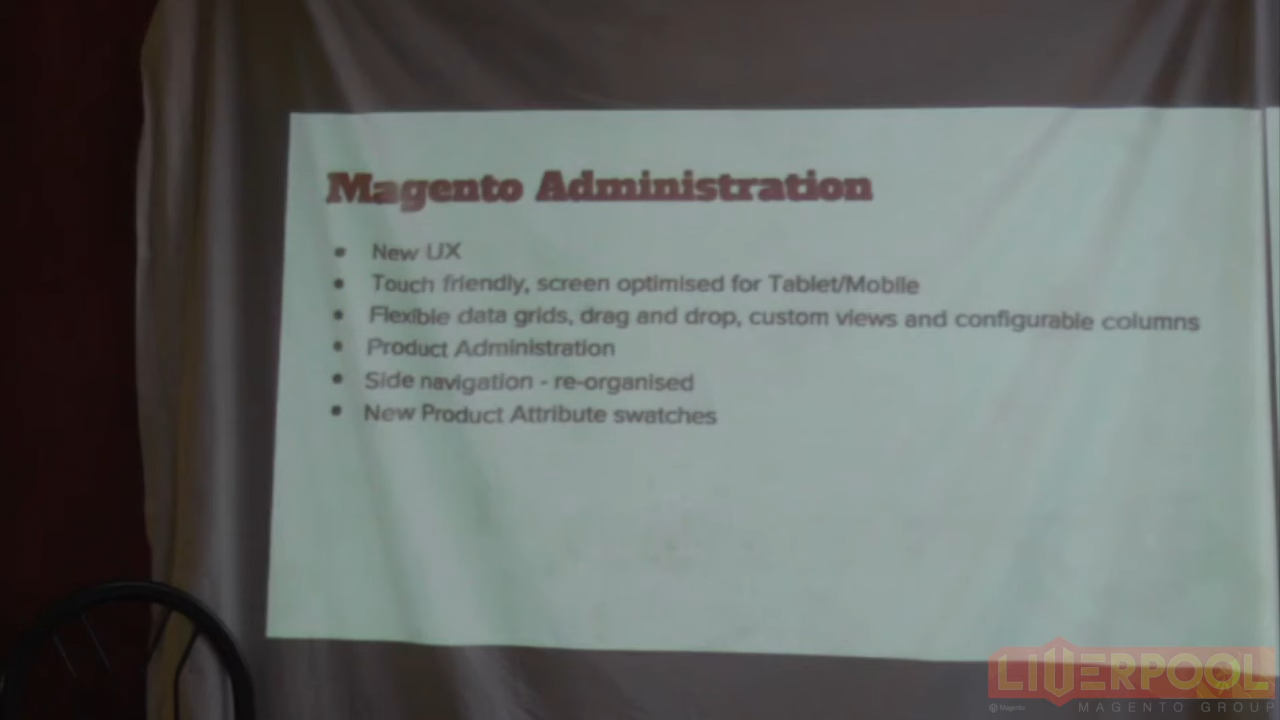 Magento Administration
• New UX
• Touch friendly, screen optimised for Tablet/Mobile
• Flexible data grids, drag and drop, custom views and configurable columns
• Product Administration
• Side navigation - re-organised
• New Product Attribute swatches
LIVERPOOL
Magento
MAGENTO GROUP